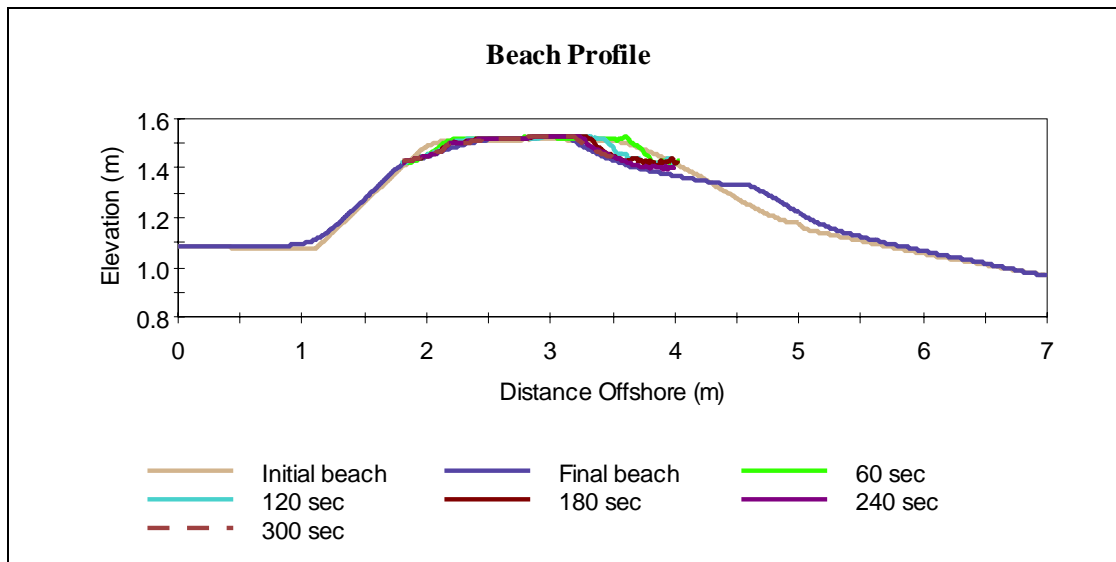 Beach Profile
1.6
1.4
1.2
1.0
0.8
Elevation (m)
0 1 2 3 4 5 6 7
Distance Offshore (m)
Initial beach Final beach 60 sec
120 sec 180 sec 240 sec
300 sec